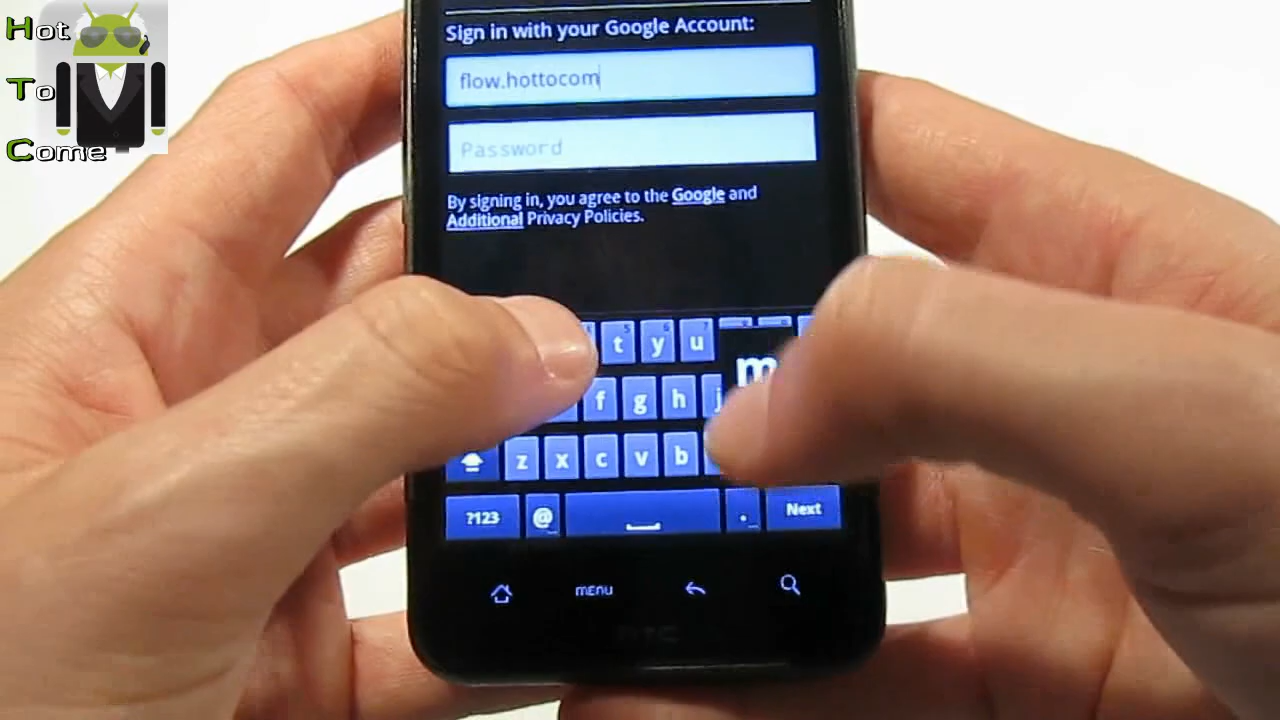 Hot
To
Come
Sign in with your Google Account:
flow.hottocom
Password
By signing in, you agree to the Google and
Additional Privacy Policies.
t y u
m
f g h j
z x c v b
?123 @ . Next
MENU